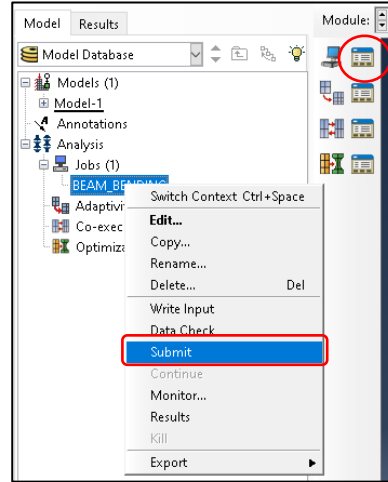 Model Results Module:
Model Database
Models (1)
Model-1
Annotations
Analysis
Jobs (1)
BEAM_BENDING
Switch Context Ctrl+Space
Adaptivi
Edit...
Co-exec
Copy...
Optimiza
Rename...
Delete... Del
Write Input
Data Check
Submit
Continue
Monitor...
Results
Kill
Export